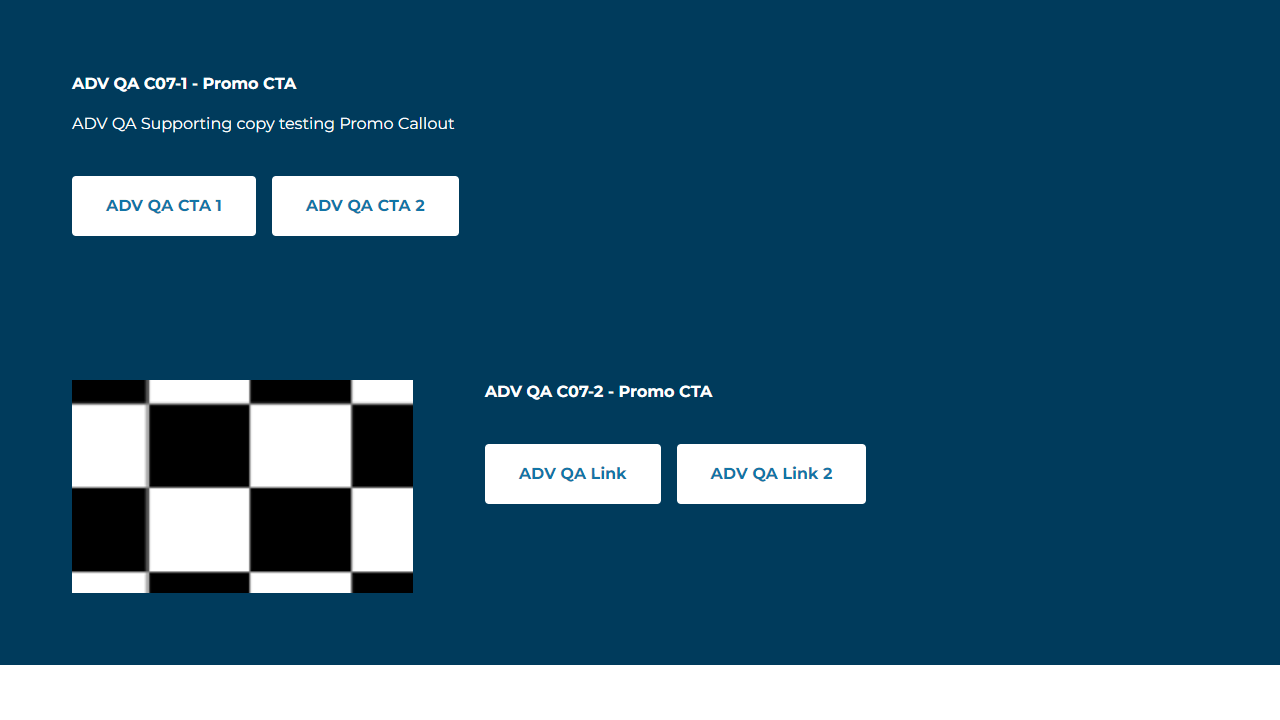 ADV QA C07-1 - Promo CTA
ADV QA Supporting copy testing Promo Callout
ADV QA CTA 1
ADV QA CTA 2
ADV QA C07-2 - Promo CTA
ADV QA Link
ADV QA Link 2